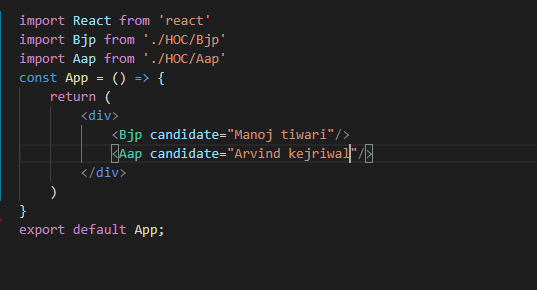 import React from 'react'
import Bjp from './HOC/Bjp'
import Aap from './HOC/Aap'
const App = () => {
    return (
        <div>
            <Bjp candidate="Manoj tiwari"/>
            <Aap candidate="Arvind kejriwal"/>
        </div>
    )
}
export default App;